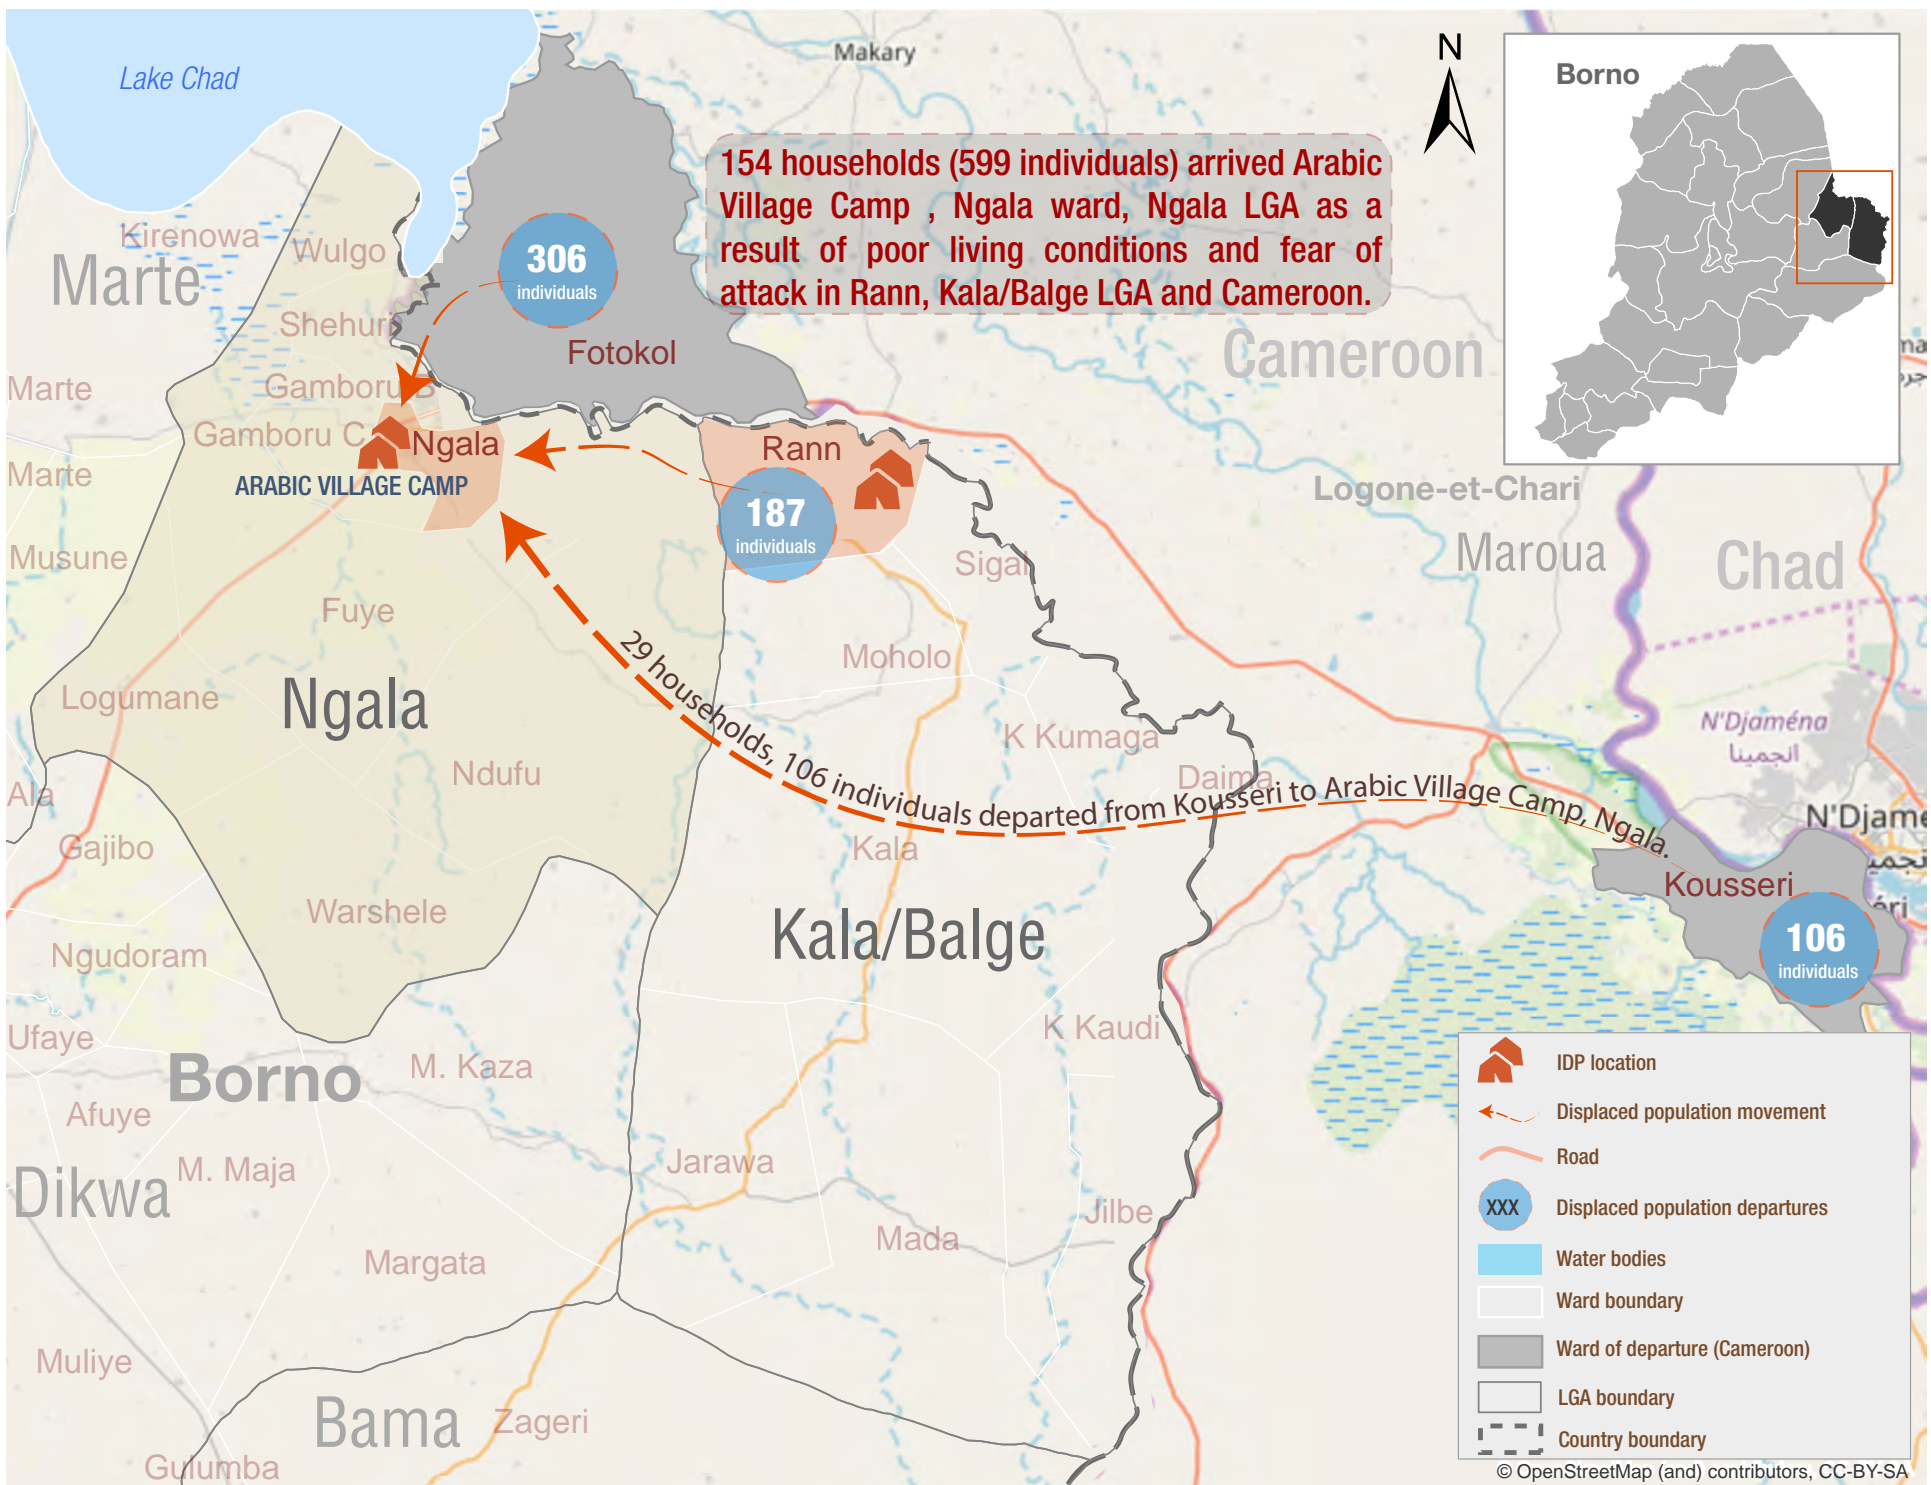 Lake Chad
Makary
N
Borno
154 households (599 individuals) arrived Arabic
Village Camp , Ngala ward, Ngala LGA as a
result of poor living conditions and fear of
attack in Rann, Kala/Balge LGA and Cameroon.
Kirenowa
Wulgo
Marte
306
individuals
Shehuri
Fotokol
Cameroon
Marte
Gamboru B
Gamboru C
Ngala
Rann
Marte
ARABIC VILLAGE CAMP
Logone-et-Chari
187
individuals
Musune
Sigal
Maroua
Chad
Fuye
Moholo
Logumane
Ngala
29 households, 106 individuals departed from Kousseri to Arabic Village Camp, Ngala.
K Kumaga
N'Djaména
انجمينا
Ndufu
Daima
Ala
N'Djame
Gajibo
Kala
Kousseri
Warshele
Kala/Balge
éri
106
individuals
Ngudoram
Ufaye
K Kaudi
Borno
M. Kaza
Afuye
Dikwa
M. Maja
Jarawa
Jilbe
Mada
Margata
Muliye
Bama
Zageri
Gulumba
IDP location
Displaced population movement
Road
XXX
Displaced population departures
Water bodies
Ward boundary
Ward of departure (Cameroon)
LGA boundary
Country boundary
© OpenStreetMap (and) contributors, CC-BY-SA